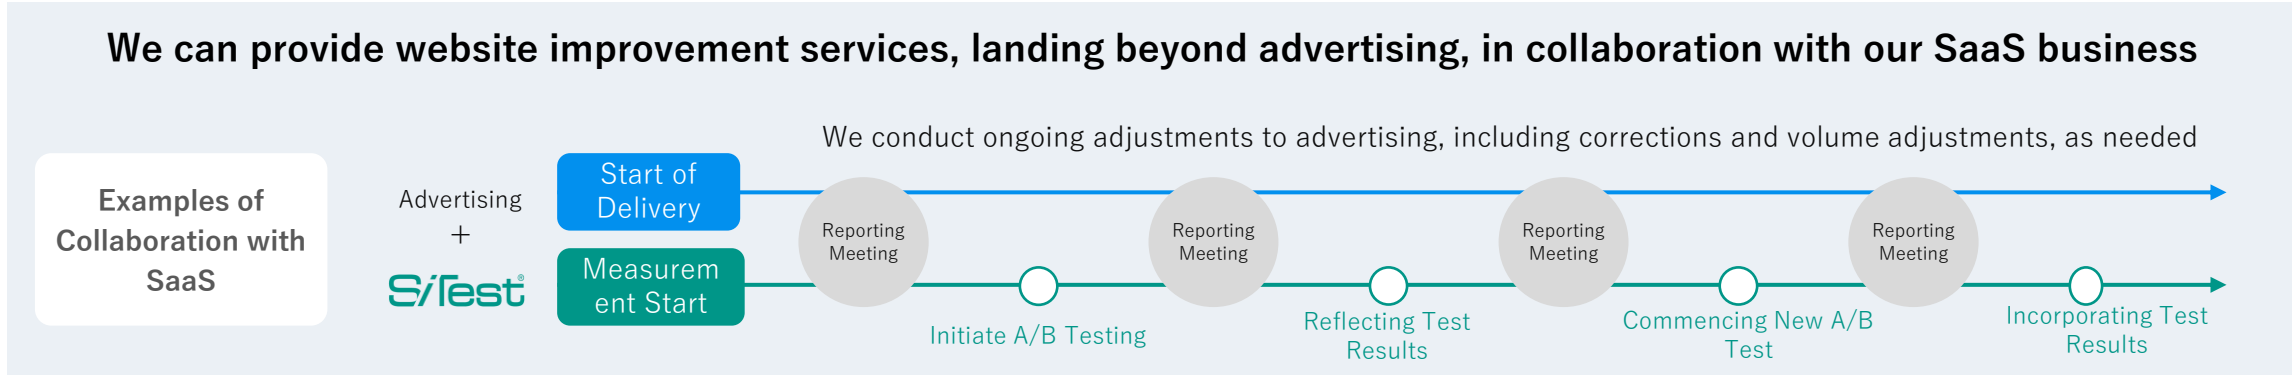 We can provide website improvement services, landing beyond advertising, in collaboration with our SaaS business
We conduct ongoing adjustments to advertising, including corrections and volume adjustments, as needed
Examples of
Collaboration with
SaaS
Advertising
+
SiTest®
Start of
Delivery
Measurem
ent Start
Reporting
Meeting
Reporting
Meeting
Reporting
Meeting
Reporting
Meeting
Initiate A/B Testing
Reflecting Test
Results
Commencing New A/B
Test
Incorporating Test
Results